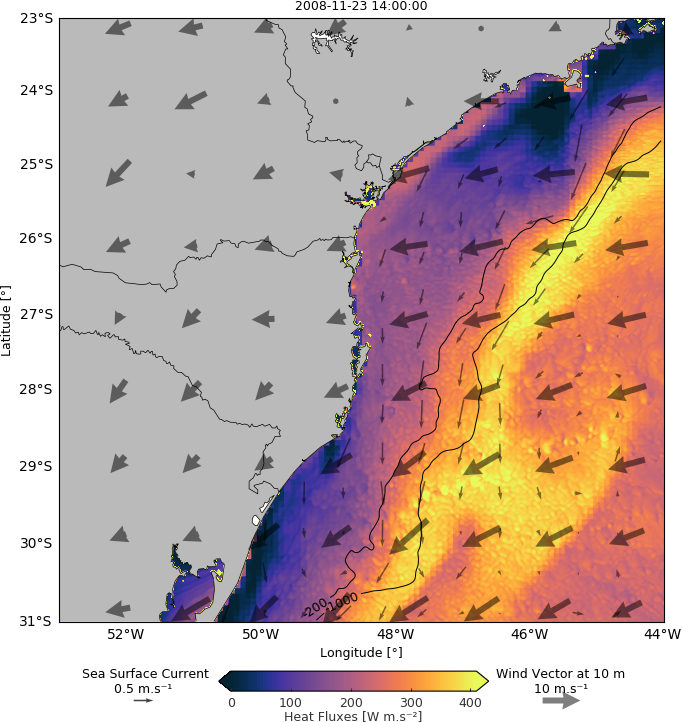 2008-11-23 14:00:00
23°S
24°S
25°S
26°S
27°S
28°S
29°S
30°S
31°S
Latitude [°]
200
1000
52°W 50°W 48°W 46°W 44°W
Longitude [°]
Sea Surface Current
0.5 m.s⁻¹
Wind Vector at 10 m
10 m.s⁻¹
0 100 200 300 400
Heat Fluxes [W m.s⁻²]